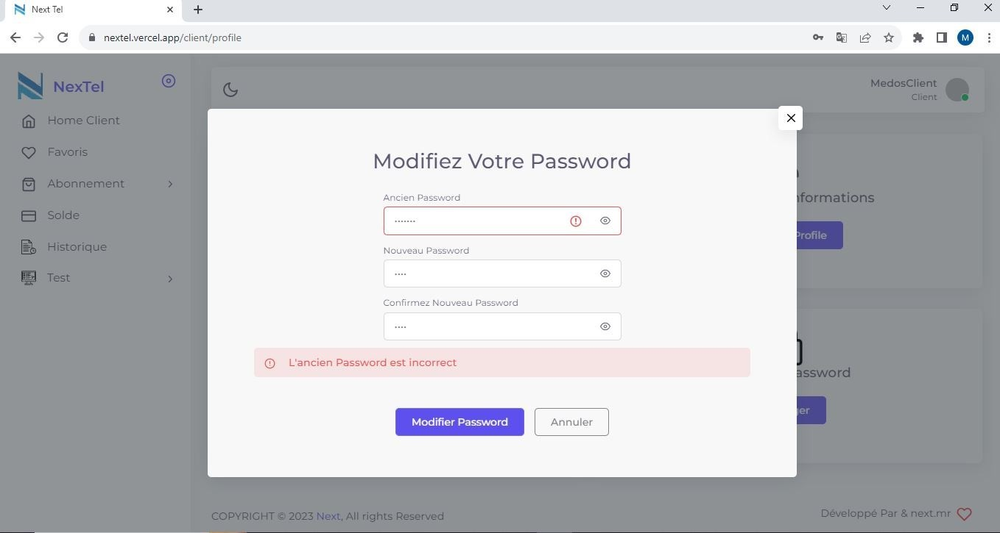 Next Tel
nextel.vercel.app/client/profile
M
NexTel
MedosClient
Client
Home Client
Favoris
Abonnement
Solde
Historique
Test
Modifiez Votre Password
Ancien Password
Nouveau Password
Confirmez Nouveau Password
L'ancien Password est incorrect
Modifier Password
Annuler
nformations
Profile
assword
ger
COPYRIGHT © 2023 Next, All rights Reserved
Développé Par & next.mr